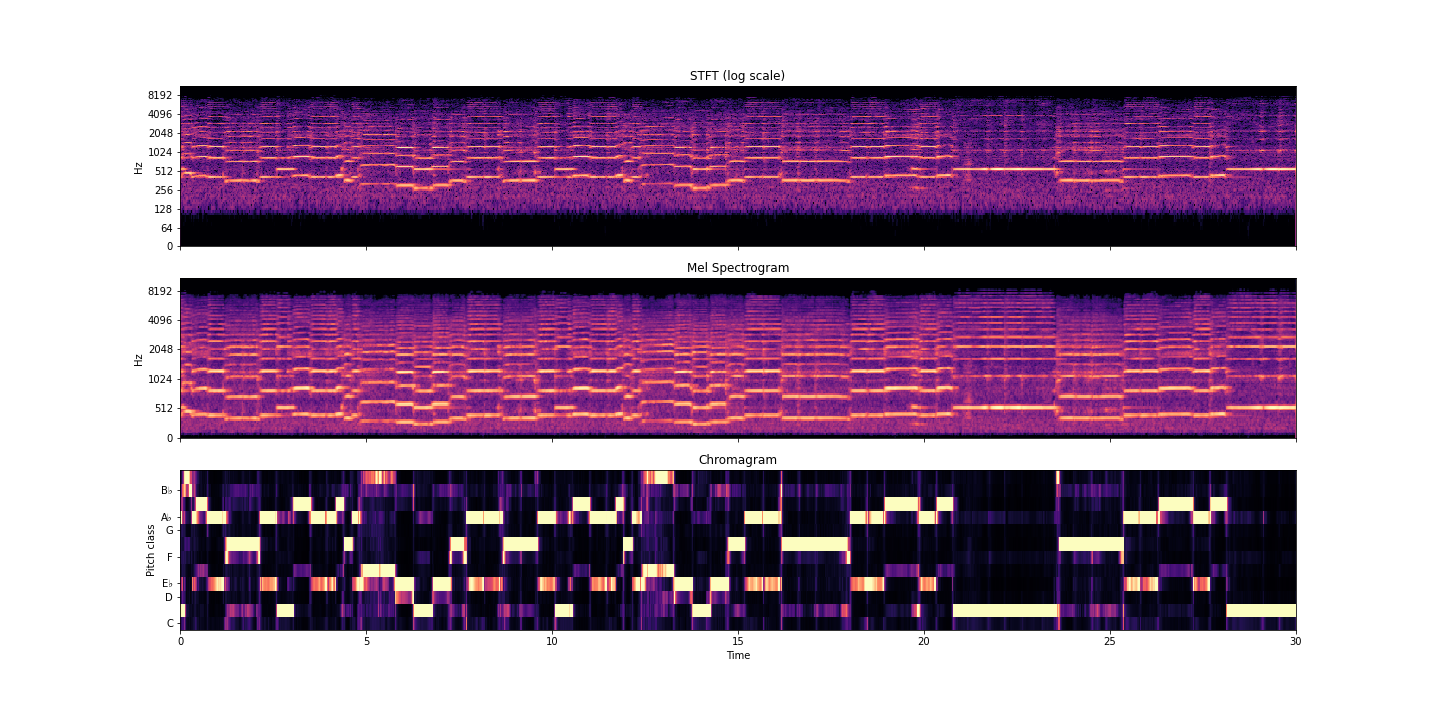 STFT (log scale)
8192
4096
2048
1024
512
256
128
64
0
Hz
Mel Spectrogram
8192
4096
2048
1024
512
0
Hz
Chromagram
B♭
A♭
G
F
E♭
D
C
Pitch class
0 5 10 15 20 25 30
Time